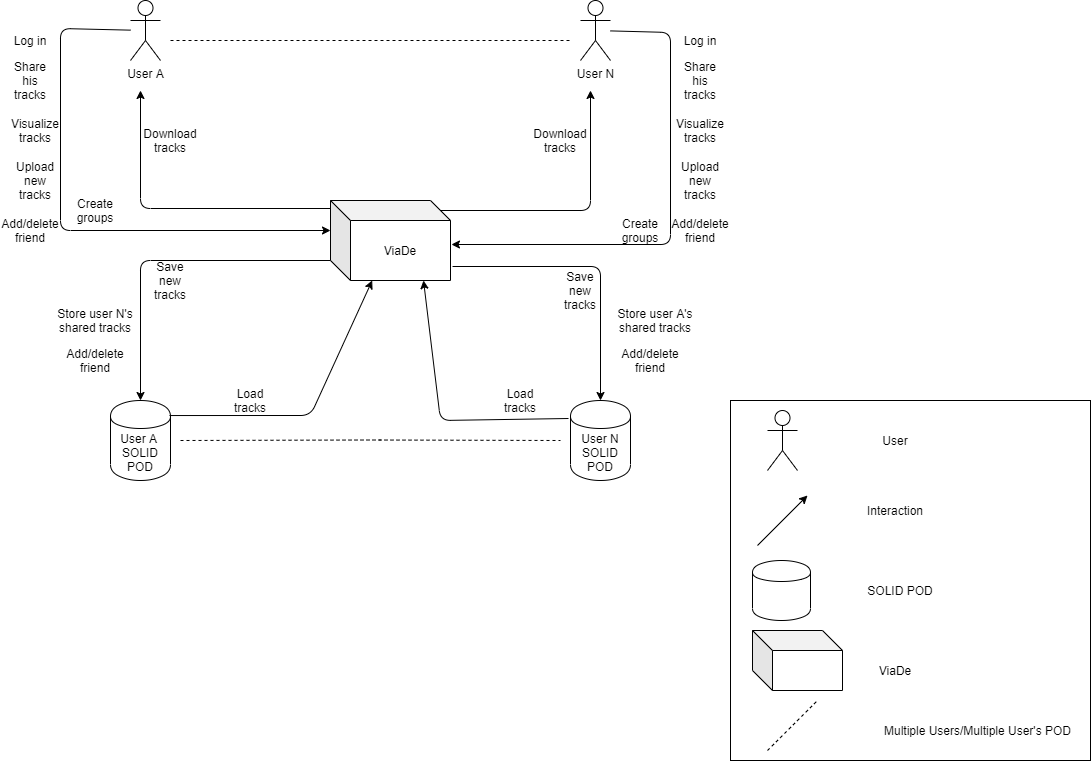 User A
User N
Log in
Share
his
tracks
Visualize
tracks
Upload
new
tracks
Add/delete
friend
Create
groups
Download
tracks
Download
tracks
Log in
Share
his
tracks
Visualize
tracks
Upload
new
tracks
Add/delete
friend
Create
groups
ViaDe
Save
new
tracks
Store user N's
shared tracks
Add/delete
friend
Load
tracks
User A
SOLID
POD
Save
new
tracks
Store user A's
shared tracks
Add/delete
friend
Load
tracks
User N
SOLID
POD
User
Interaction
SOLID POD
ViaDe
Multiple Users/Multiple User's POD